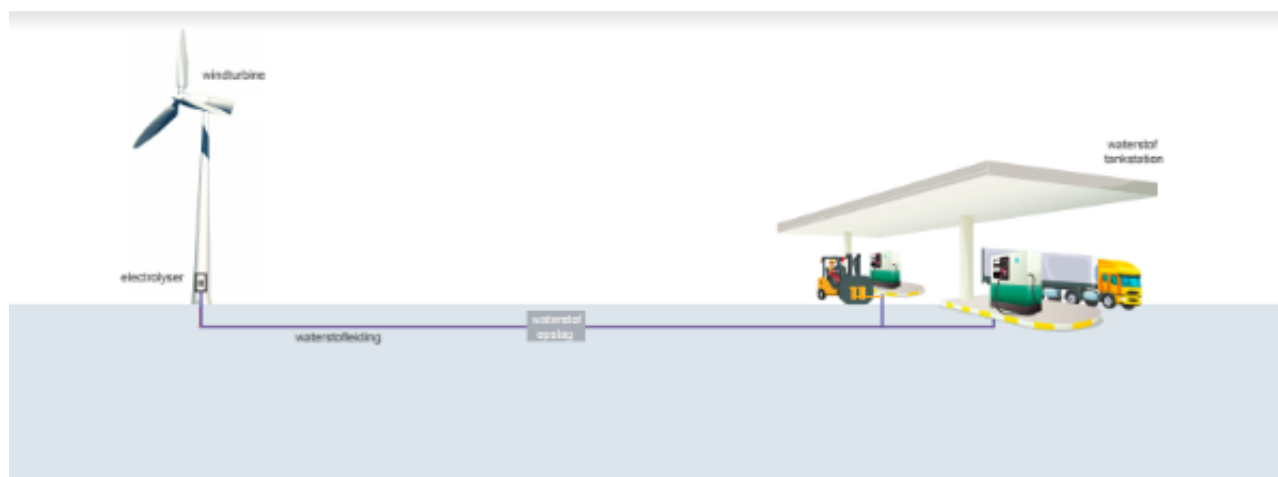 windturbine
waterstof
tankstation
electrolyser
waterstof
opslag
waterstofleiding